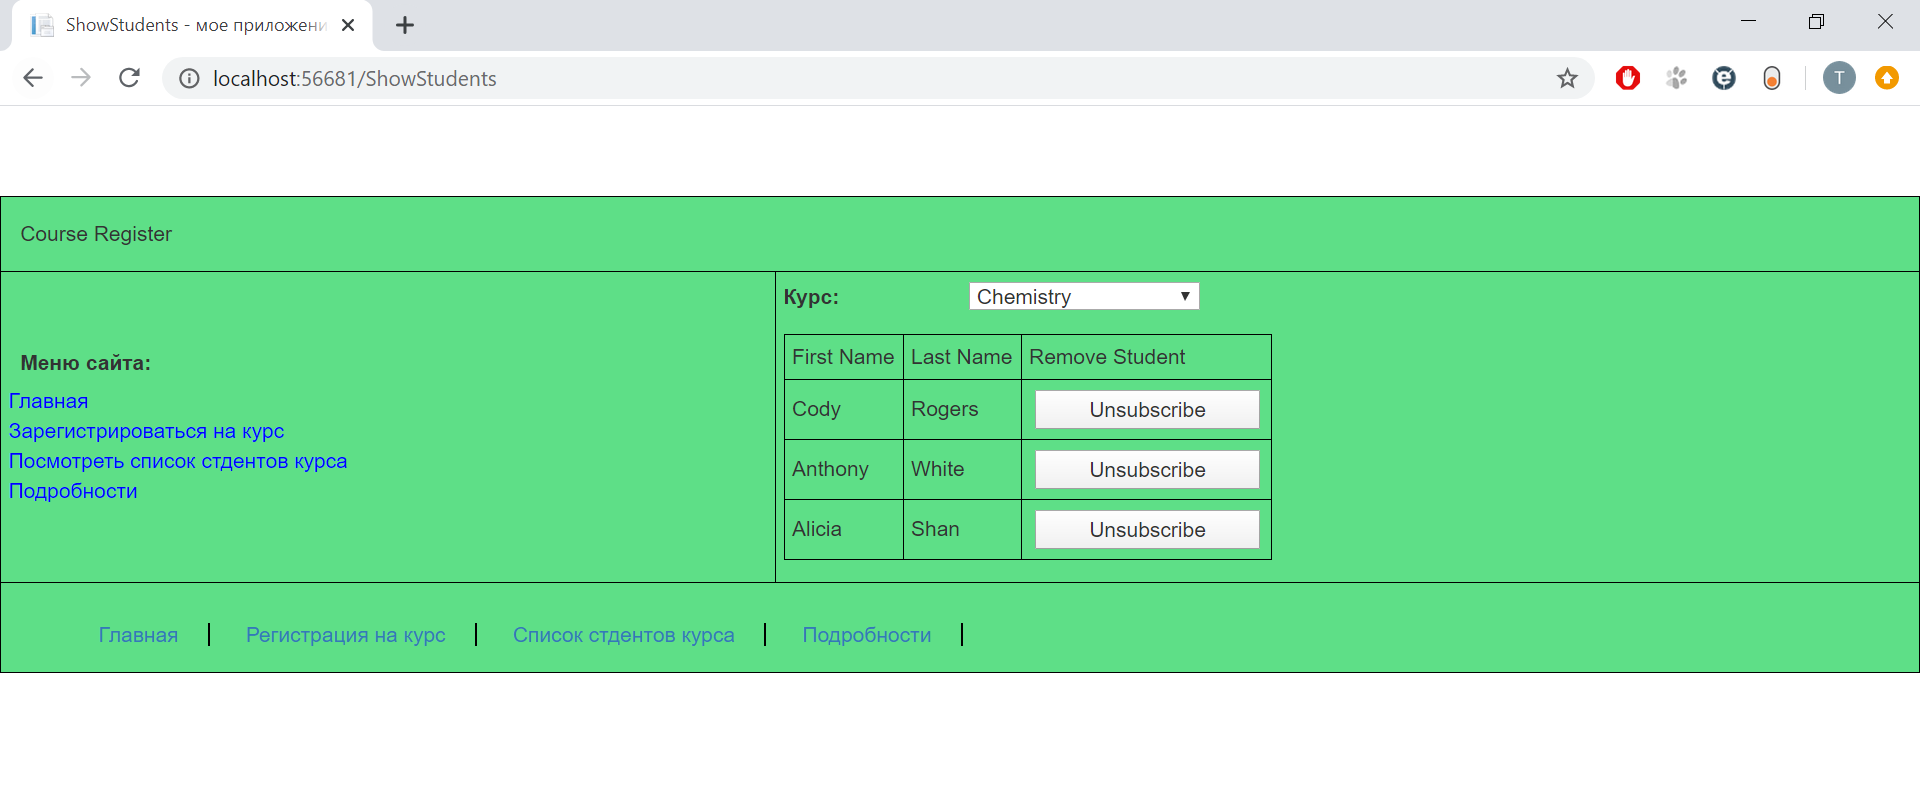 ShowStudents - мое приложени
localhost:56681/ShowStudents
T
Course Register
Меню сайта:
Главная
Зарегистрироваться на курс
Посмотреть список стдентов курса
Подробности
Курс: Chemistry
First Name Last Name Remove Student
Cody Rogers Unsubscribe
Anthony White Unsubscribe
Alicia Shan Unsubscribe
Главная Регистрация на курс Список стдентов курса Подробности